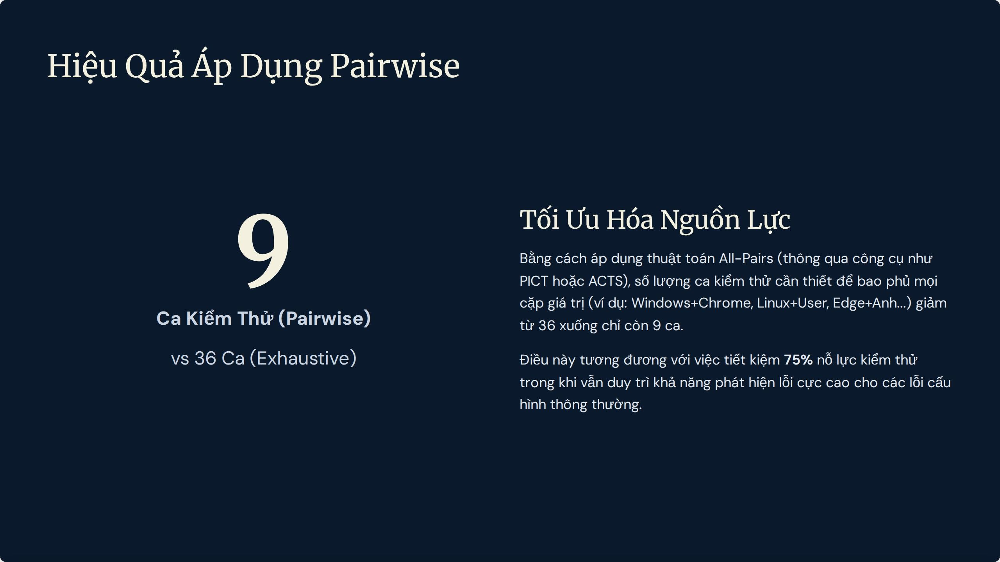 Hiệu Quả Áp Dụng Pairwise
9
Ca Kiểm Thử (Pairwise)
vs 36 Ca (Exhaustive)
Tối Ưu Hóa Nguồn Lực
Bằng cách áp dụng thuật toán All-Pairs (thông qua công cụ như
PICT hoặc ACTS), số lượng ca kiểm thử cần thiết để bao phủ mọi
cặp giá trị (ví dụ: Windows+Chrome, Linux+User, Edge+Anh...) giảm
từ 36 xuống chỉ còn 9 ca.
Điều này tương đương với việc tiết kiệm 75% nỗ lực kiểm thử
trong khi vẫn duy trì khả năng phát hiện lỗi cực cao cho các lỗi cấu
hình thông thường.